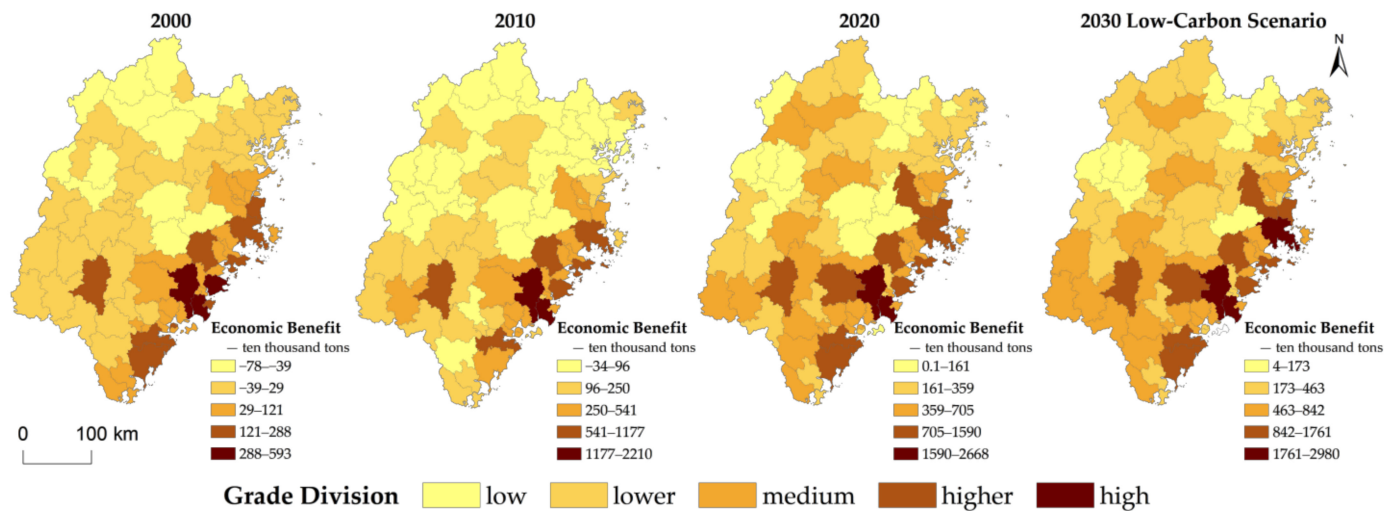 2000
2010
2020
2030 Low-Carbon Scenario
N
Economic Benefit
— ten thousand tons
−78–−39
−39–29
29–121
121–288
288–593
Economic Benefit
— ten thousand tons
−34–96
96–250
250–541
541–1177
1177–2210
Economic Benefit
— ten thousand tons
0.1–161
161–359
359–705
705–1590
1590–2668
Economic Benefit
— ten thousand tons
4–173
173–463
463–842
842–1761
1761–2980
0 100 km
Grade Division low lower medium higher high